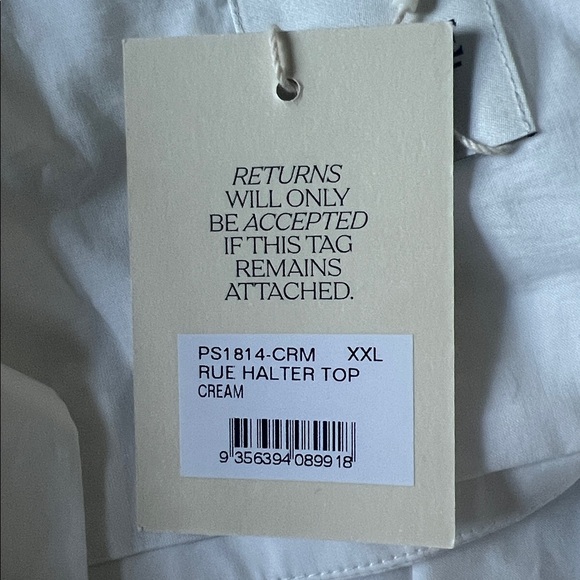 RETURNS
WILL ONLY
BE ACCEPTED
IF THIS TAG
REMAINS
ATTACHED.
PS1814-CRM XXL
RUE HALTER TOP
CREAM
9 356394 089918